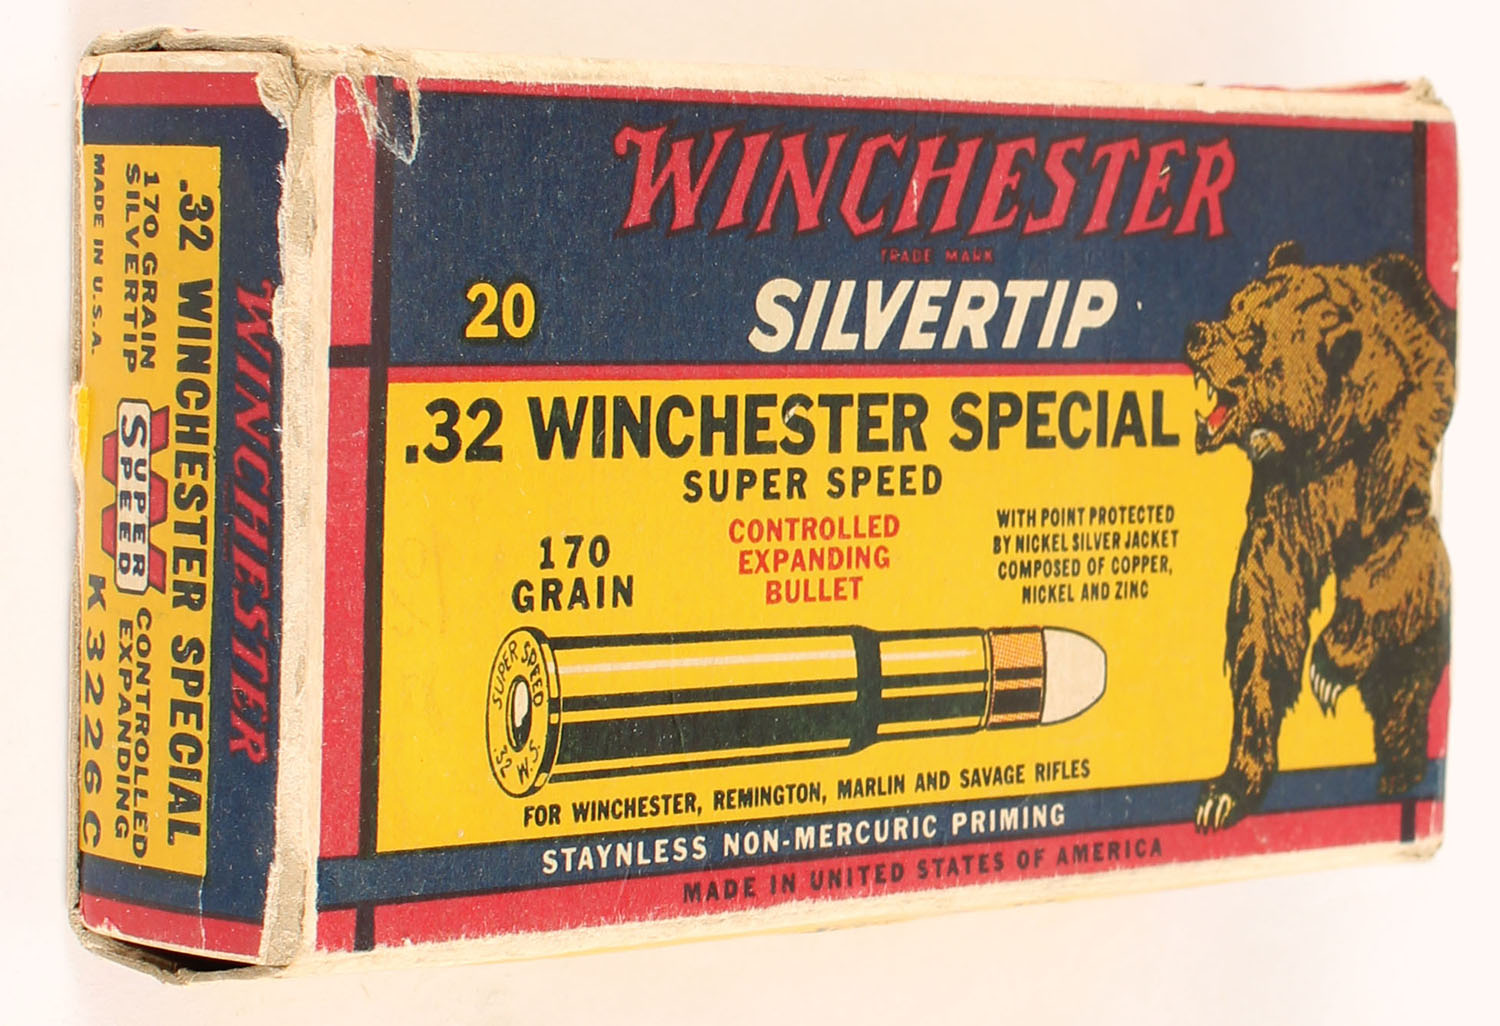 WINCHESTER
TRADE MARK
SILVERTIP
20
.32 WINCHESTER SPECIAL
SUPER SPEED
170
GRAIN
CONTROLLED
EXPANDING
BULLET
WITH POINT PROTECTED
BY NICKEL SILVER JACKET
COMPOSED OF COPPER,
NICKEL AND ZINC
SUPER SPEED
.32 W.S.
FOR WINCHESTER, REMINGTON, MARLIN AND SAVAGE RIFLES
STAYNLESS NON-MERCURIC PRIMING
MADE IN UNITED STATES OF AMERICA
WINCHESTER
.32 WINCHESTER SPECIAL
170 GRAIN
SILVERTIP
W
SUPER
SPEED
CONTROLLED
EXPANDING
MADE IN U.S.A.
K3226C